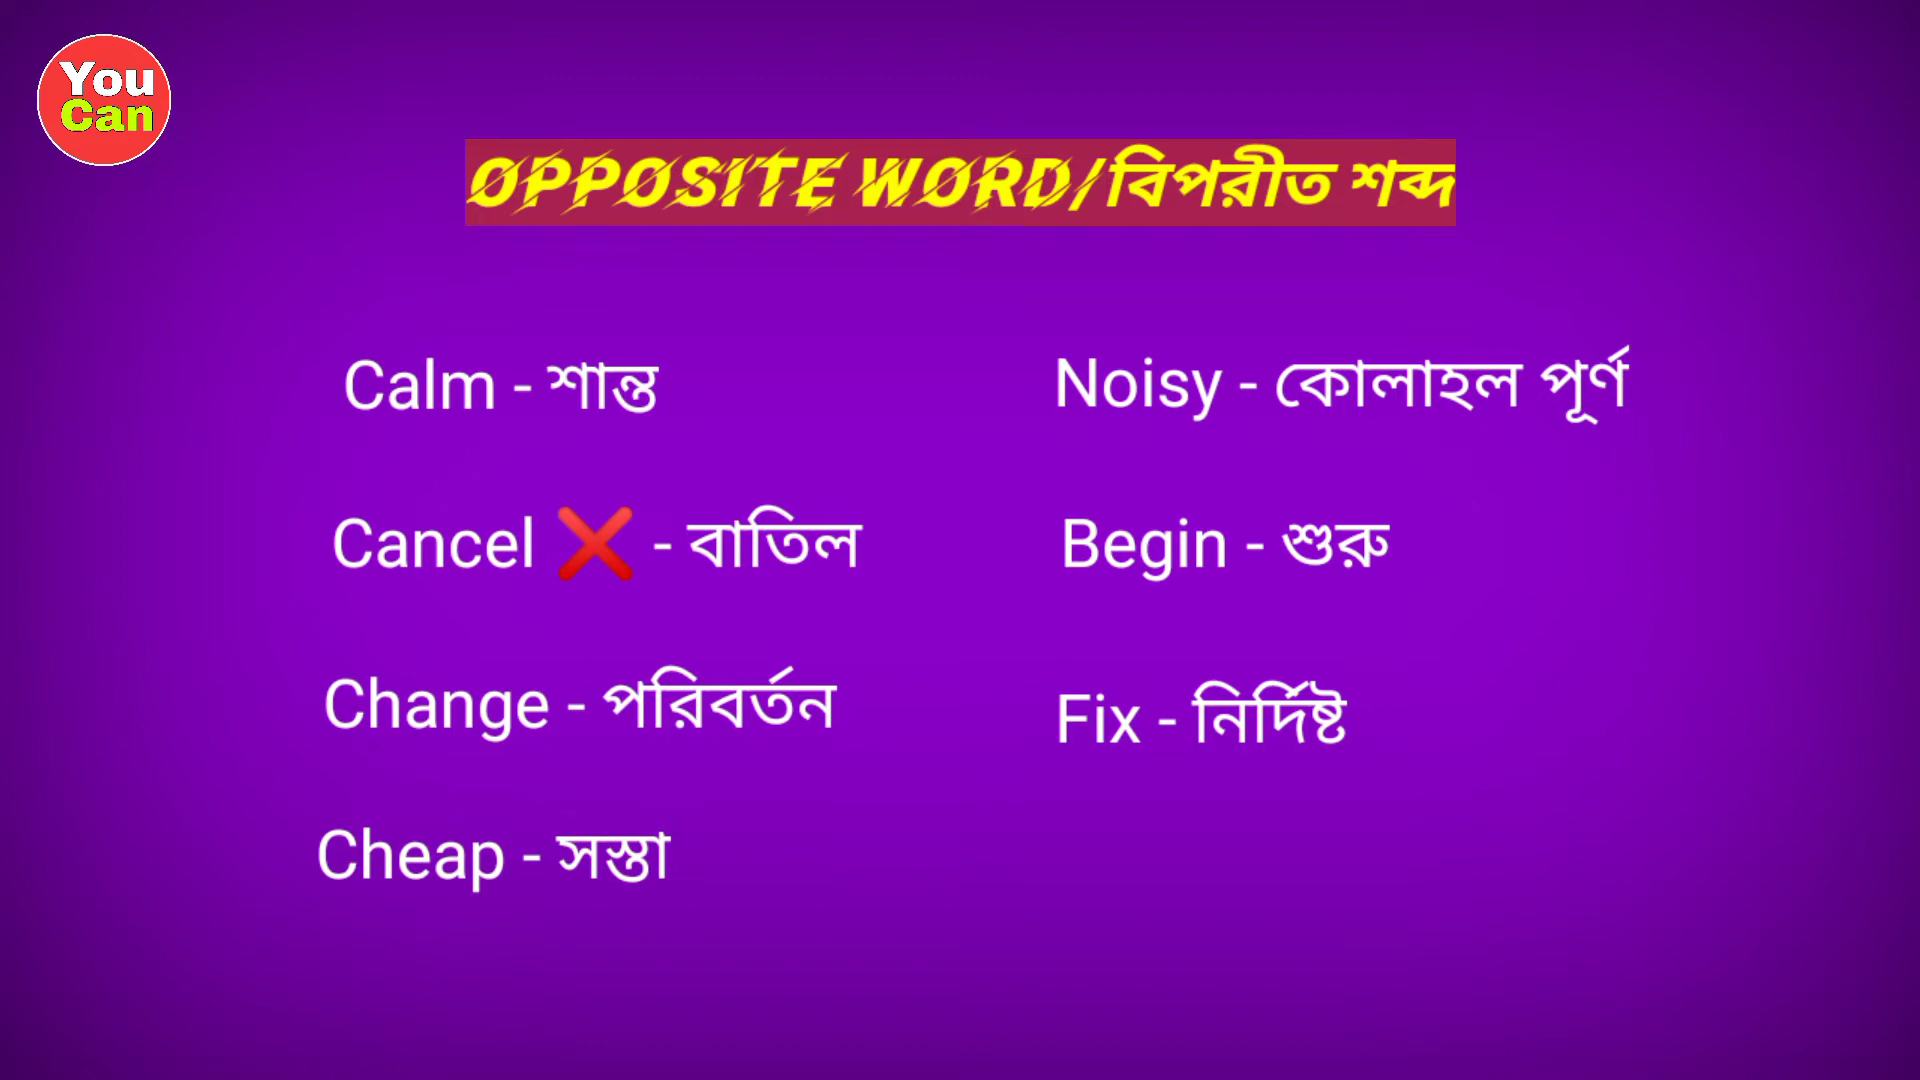 You
Can
OPPOSITE WORD/বিপরীত শব্দ
Calm - শান্ত
Noisy - কোলাহল পূর্ণ
Cancel ❌ - বাতিল
Begin - শুরু
Change - পরিবর্তন
Fix - নির্দিষ্ট
Cheap - সস্তা